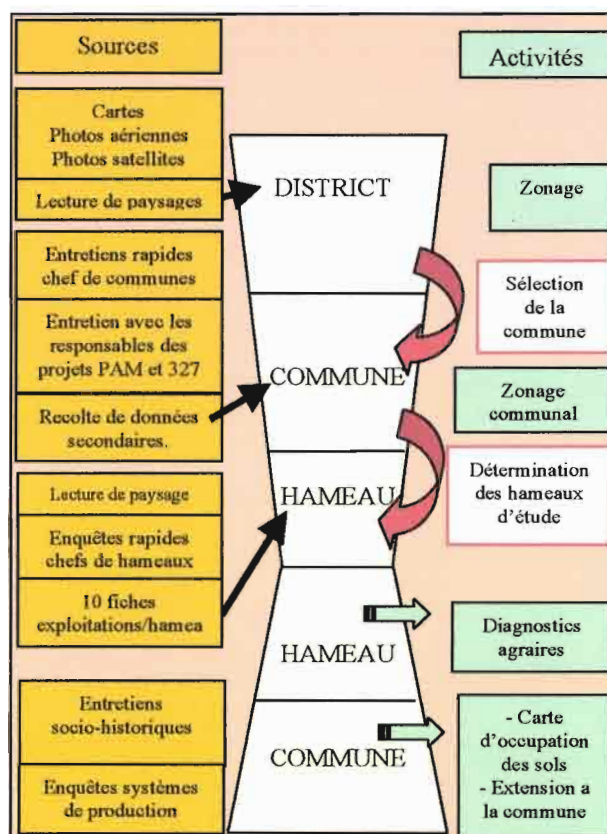 Sources
Cartes
Photos aériennes
Photos satellites
Lecture de paysages
Entretiens rapides
chef de communes
Entretien avec les
responsables des
projets PAM et 327
Recolte de données
secondaires.
Lecture de paysage
Enquêtes rapides
chefs de hameaux
10 fiches
exploitations/hamea
Entretiens
socio-historiques
Enquêtes systèmes
de production
DISTRICT
COMMUNE
HAMEAU
HAMEAU
COMMUNE
Activités
Zonage
Sélection
de la
commune
Zonage
communal
Détermination
des hameaux
d'étude
Diagnostics
agraires
- Carte
d'occupation
des sols
- Extension a
la commune